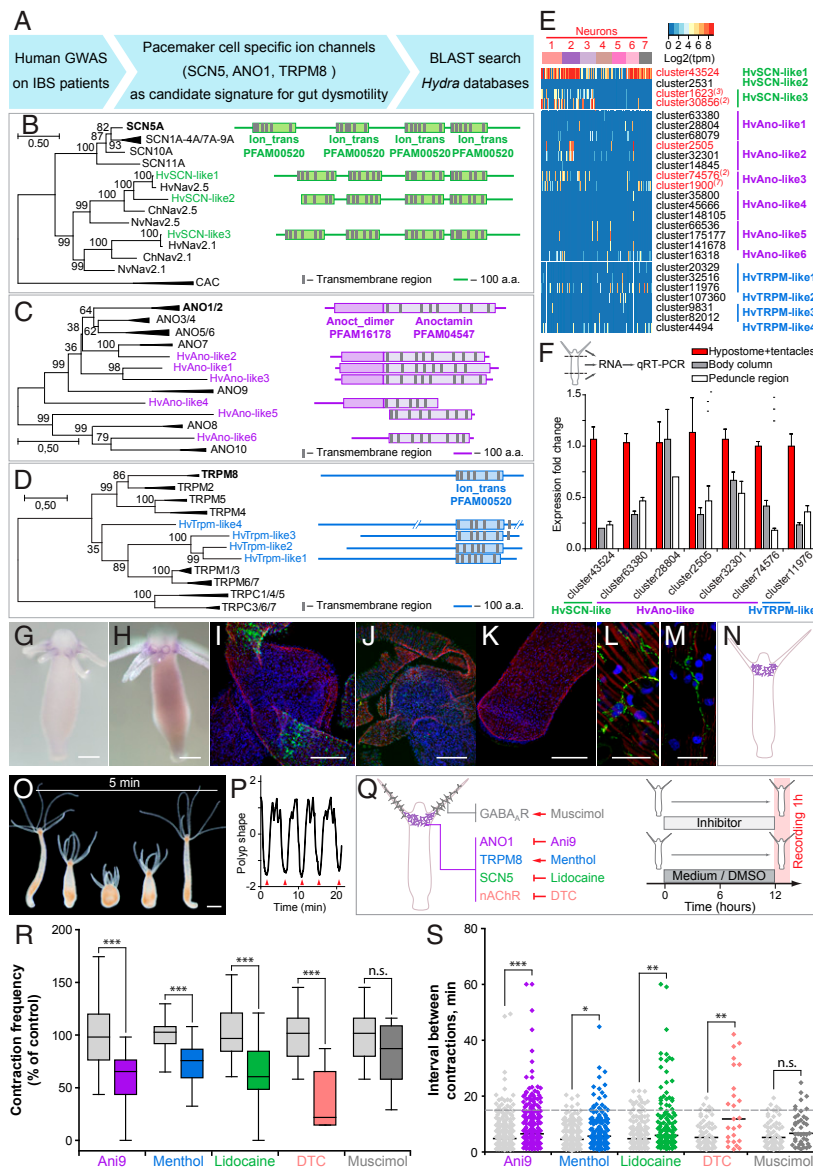 A
Human GWAS
on IBS patients
Pacemaker cell specific ion channels
(SCN5, ANO1, TRPM8 )
as candidate signature for gut dysmotility
BLAST search
Hydra databases
B
0.50
SCN5A
SCN1A-4A/7A-9A
SCN10A
SCN11A
HvSCN-like1
HvNav2.5
HvSCN-like2
ChNav2.5
NvNav2.5
HvSCN-like3
HvNav2.1
ChNav2.1
NvNav2.1
CAC
82
87
93
100
100
100
99
99
100
100
99
Ion_trans Ion_trans Ion_trans Ion_trans
PFAM00520 PFAM00520 PFAM00520 PFAM00520
– Transmembrane region
– 100 a.a.
C
ANO1/2
ANO3/4
ANO5/6
ANO7
HvAno-like2
HvAno-like1
HvAno-like3
ANO9
HvAno-like4
HvAno-like5
ANO8
HvAno-like6
ANO10
64
38
62
36
100
38
98
99
99
99
79
0,50
Anoct_dimer Anoctamin
PFAM16178 PFAM04547
– Transmembrane region
– 100 a.a.
D
0,50
TRPM8
TRPM2
TRPM5
TRPM4
HvTrpm-like4
HvTrpm-like3
HvTrpm-like2
HvTrpm-like1
TRPM1/3
TRPM6/7
TRPC1/4/5
TRPC3/6/7
86
99
100
35
100
99
89
100
100
Ion_trans
PFAM00520
– Transmembrane region
– 100 a.a.
E
Neurons
1 2 3 4 5 6 7
0 2 4 6 8
Log2(tpm)
cluster43524 HvSCN-like1
cluster2531 HvSCN-like2
cluster1623(3) HvSCN-like3
cluster30856(2)
cluster63380
cluster28804 HvAno-like1
cluster68079
cluster2505
cluster32301 HvAno-like2
cluster14845
cluster74576(2) HvAno-like3
cluster1900(7)
cluster35800
cluster45666 HvAno-like4
cluster148105
cluster66536
cluster175177 HvAno-like5
cluster141678
cluster16318 HvAno-like6
cluster20329
cluster32516 HvTRPM-like1
cluster11976
cluster107360 HvTRPM-like2
cluster9831 HvTRPM-like3
cluster82012
cluster4494 HvTRPM-like4
F
RNA — qRT-PCR
Hypostome+tentacles
Body column
Peduncle region
Expression fold change
1.5
1.0
0.5
0.0
cluster43524
cluster63380
cluster28804
cluster2505
cluster32301
cluster74576
cluster11976
HvSCN-like HvAno-like HvTRPM-like
G
H
I
J
K
L
M
N
O
5 min
P
Polyp shape
2
0
-2
0 10 20
Time (min)
Q
GABAAR Muscimol
ANO1 Ani9
TRPM8 Menthol
SCN5 Lidocaine
nAChR DTC
Inhibitor
Medium / DMSO
Recording 1h
0 12
Time (hours)
R
Contraction frequency
(% of control)
200
150
100
50
0
***
***
***
***
n.s.
Ani9 Menthol Lidocaine DTC Muscimol
S
Interval between
contractions, min
80
60
40
20
0
***
*
**
**
n.s.
Ani9 Menthol Lidocaine DTC Muscimol